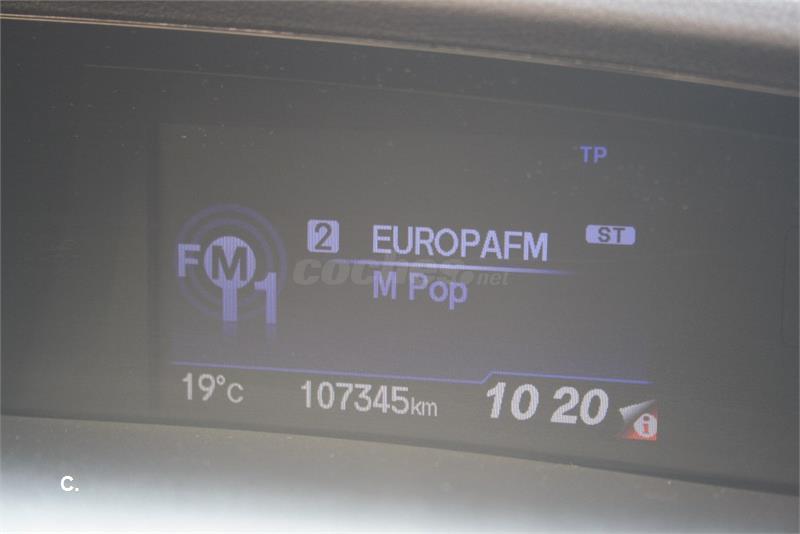 TP
2 EUROPAFM ST
FM1
coches.net
M Pop
19°C 107345km 10 20 i
c.